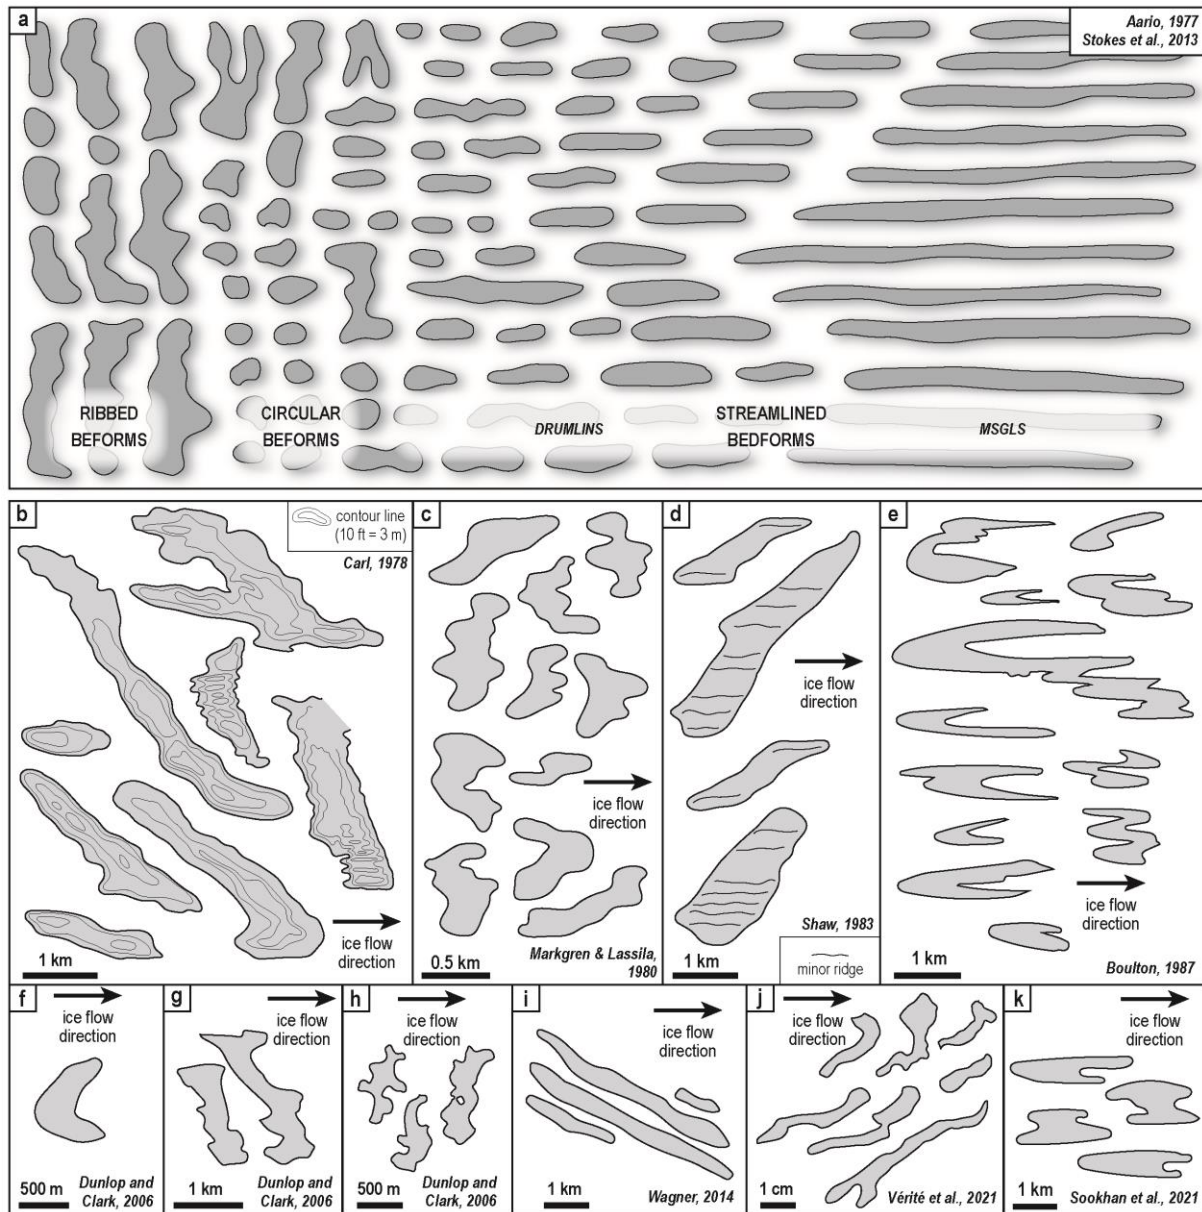 a
Aario, 1977
Stokes et al., 2013
RIBBED
BEFORMS
CIRCULAR
BEFORMS
DRUMLINS
STREAMLINED
BEDFORMS
MSGLS
b
contour line
(10 ft = 3 m)
Carl, 1978
ice flow
direction
1 km
c
ice flow
direction
0.5 km
Markgren & Lassila,
1980
d
ice flow
direction
Shaw, 1983
minor ridge
1 km
e
ice flow
direction
1 km
Boulton, 1987
f
ice flow
direction
500 m
Dunlop and
Clark, 2006
g
ice flow
direction
1 km
Dunlop and
Clark, 2006
h
ice flow
direction
500 m
Dunlop and
Clark, 2006
i
ice flow
direction
1 km
Wagner, 2014
j
ice flow
direction
1 cm
Vérité et al., 2021
k
ice flow
direction
1 km
Sookhan et al., 2021